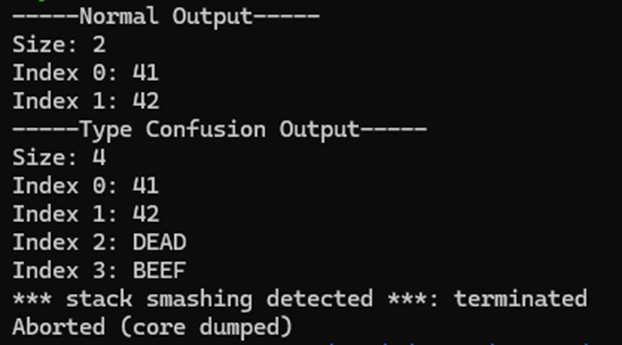 -----Normal Output-----
Size: 2
Index 0: 41
Index 1: 42
-----Type Confusion Output-----
Size: 4
Index 0: 41
Index 1: 42
Index 2: DEAD
Index 3: BEEF
*** stack smashing detected ***: terminated
Aborted (core dumped)